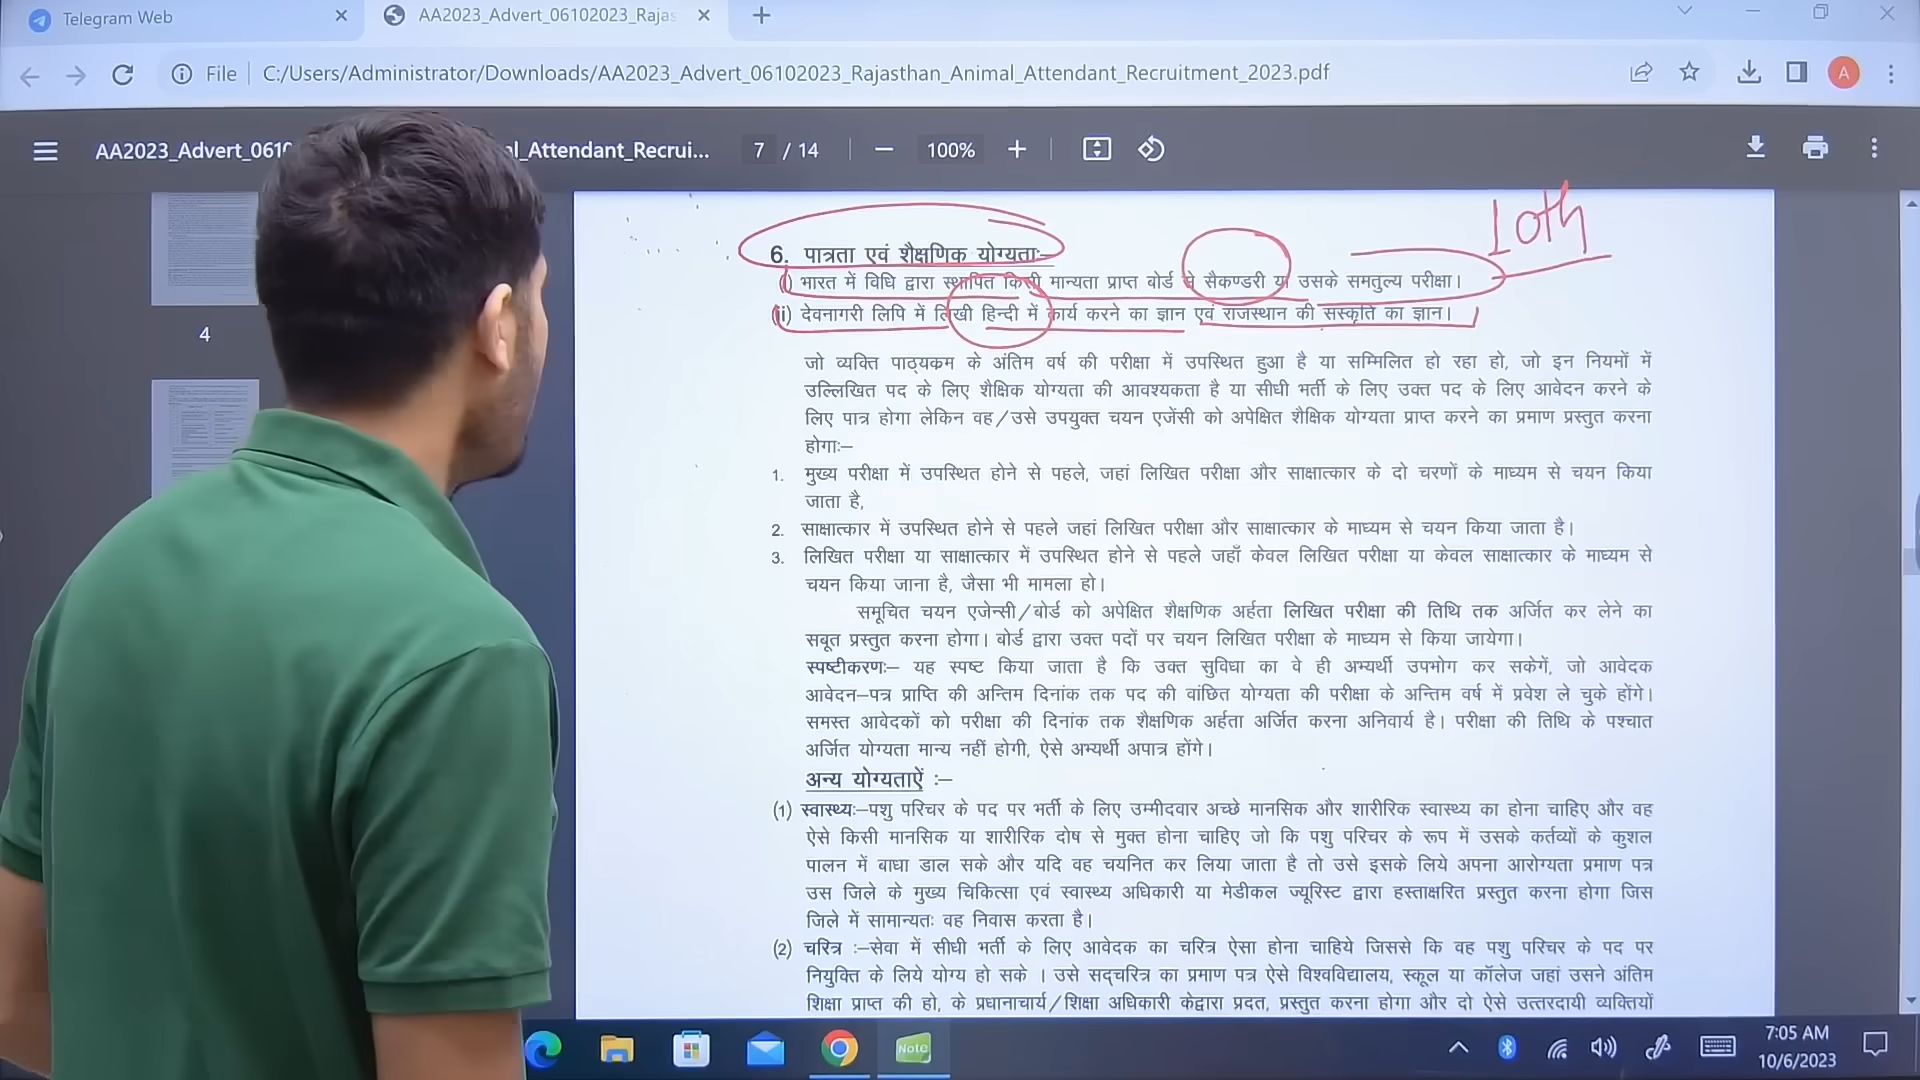 Telegram Web
AA2023_Advert_06102023_Rajas
File
C:/Users/Administrator/Downloads/AA2023_Advert_06102023_Rajasthan_Animal_Attendant_Recruitment_2023.pdf
A
AA2023_Advert_0610 al_Attendant_Recrui...
7 / 14
100%
4
10th
6. पात्रता एवं शैक्षणिक योग्यताः-
(i) भारत में विधि द्वारा स्थापित किसी मान्यता प्राप्त बोर्ड से सैकण्डरी या उसके समतुल्य परीक्षा।
(ii) देवनागरी लिपि में लिखी हिन्दी में कार्य करने का ज्ञान एवं राजस्थान की संस्कृति का ज्ञान।
जो व्यक्ति पाठ्यकम के अंतिम वर्ष की परीक्षा में उपस्थित हुआ है या सम्मिलित हो रहा हो, जो इन नियमों में
उल्लिखित पद के लिए शैक्षिक योग्यता की आवश्यकता है या सीधी भर्ती के लिए उक्त पद के लिए आवेदन करने के
लिए पात्र होगा लेकिन वह/उसे उपयुक्त चयन एजेंसी को अपेक्षित शैक्षिक योग्यता प्राप्त करने का प्रमाण प्रस्तुत करना
होगाः–
1. मुख्य परीक्षा में उपस्थित होने से पहले, जहां लिखित परीक्षा और साक्षात्कार के दो चरणों के माध्यम से चयन किया
जाता है,
2. साक्षात्कार में उपस्थित होने से पहले जहां लिखित परीक्षा और साक्षात्कार के माध्यम से चयन किया जाता है।
3. लिखित परीक्षा या साक्षात्कार में उपस्थित होने से पहले जहाँ केवल लिखित परीक्षा या केवल साक्षात्कार के माध्यम से
चयन किया जाना है, जैसा भी मामला हो।
समूचित चयन एजेन्सी/बोर्ड को अपेक्षित शैक्षणिक अर्हता लिखित परीक्षा की तिथि तक अर्जित कर लेने का
सबूत प्रस्तुत करना होगा। बोर्ड द्वारा उक्त पदों पर चयन लिखित परीक्षा के माध्यम से किया जायेगा।
स्पष्टीकरणः– यह स्पष्ट किया जाता है कि उक्त सुविधा का वे ही अभ्यर्थी उपभोग कर सकेगें, जो आवेदक
आवेदन–पत्र प्राप्ति की अन्तिम दिनांक तक पद की वांछित योग्यता की परीक्षा के अन्तिम वर्ष में प्रवेश ले चुके होंगे।
समस्त आवेदकों को परीक्षा की दिनांक तक शैक्षणिक अर्हता अर्जित करना अनिवार्य है। परीक्षा की तिथि के पश्चात
अर्जित योग्यता मान्य नहीं होगी, ऐसे अभ्यर्थी अपात्र होंगे।
अन्य योग्यताऐं :–
(1) स्वास्थ्यः–पशु परिचर के पद पर भर्ती के लिए उम्मीदवार अच्छे मानसिक और शारीरिक स्वास्थ्य का होना चाहिए और वह
ऐसे किसी मानसिक या शारीरिक दोष से मुक्त होना चाहिए जो कि पशु परिचर के रूप में उसके कर्तव्यों के कुशल
पालन में बाधा डाल सके और यदि वह चयनित कर लिया जाता है तो उसे इसके लिये अपना आरोग्यता प्रमाण पत्र
उस जिले के मुख्य चिकित्सा एवं स्वास्थ्य अधिकारी या मेडीकल ज्यूरिस्ट द्वारा हस्ताक्षरित प्रस्तुत करना होगा जिस
जिले में सामान्यतः वह निवास करता है।
(2) चरित्र :–सेवा में सीधी भर्ती के लिए आवेदक का चरित्र ऐसा होना चाहिये जिससे कि वह पशु परिचर के पद पर
नियुक्ति के लिये योग्य हो सके । उसे सद्चरित्र का प्रमाण पत्र ऐसे विश्वविद्यालय, स्कूल या कॉलेज जहां उसने अंतिम
शिक्षा प्राप्त की हो, के प्रधानाचार्य/शिक्षा अधिकारी केद्वारा प्रदत, प्रस्तुत करना होगा और दो ऐसे उत्तरदायी व्यक्तियों
Note
7:05 AM
10/6/2023